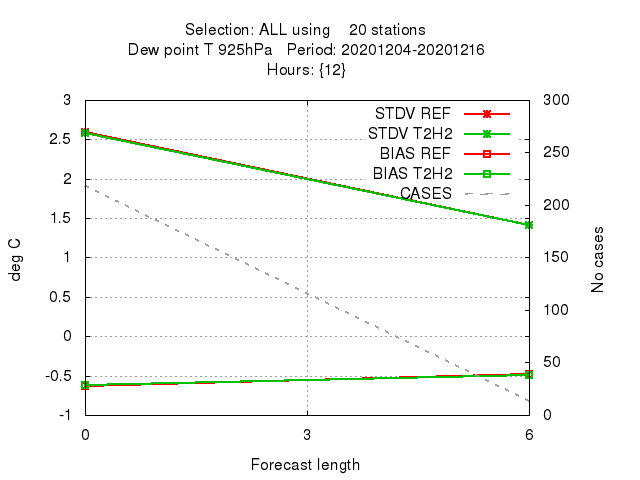 Selection: ALL using    20 stations
Dew point T 925hPa   Period: 20201204-20201216
Hours: {12}
3 300
STDV REF
2.5 STDV T2H2 250
BIAS REF
2 BIAS T2H2
CASES 200
1.5
deg C 1 150 No cases
0.5 100
0
50
-0.5
-1 0
0 3 6
Forecast length